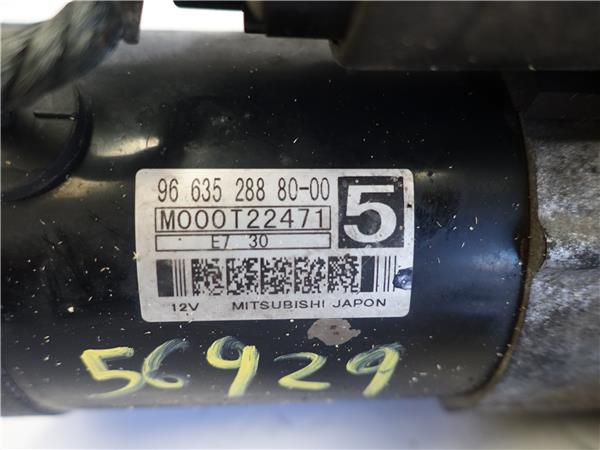 96 635 288 80-00
5
M000T22471
E7 30
12V MITSUBISHI JAPON
56929